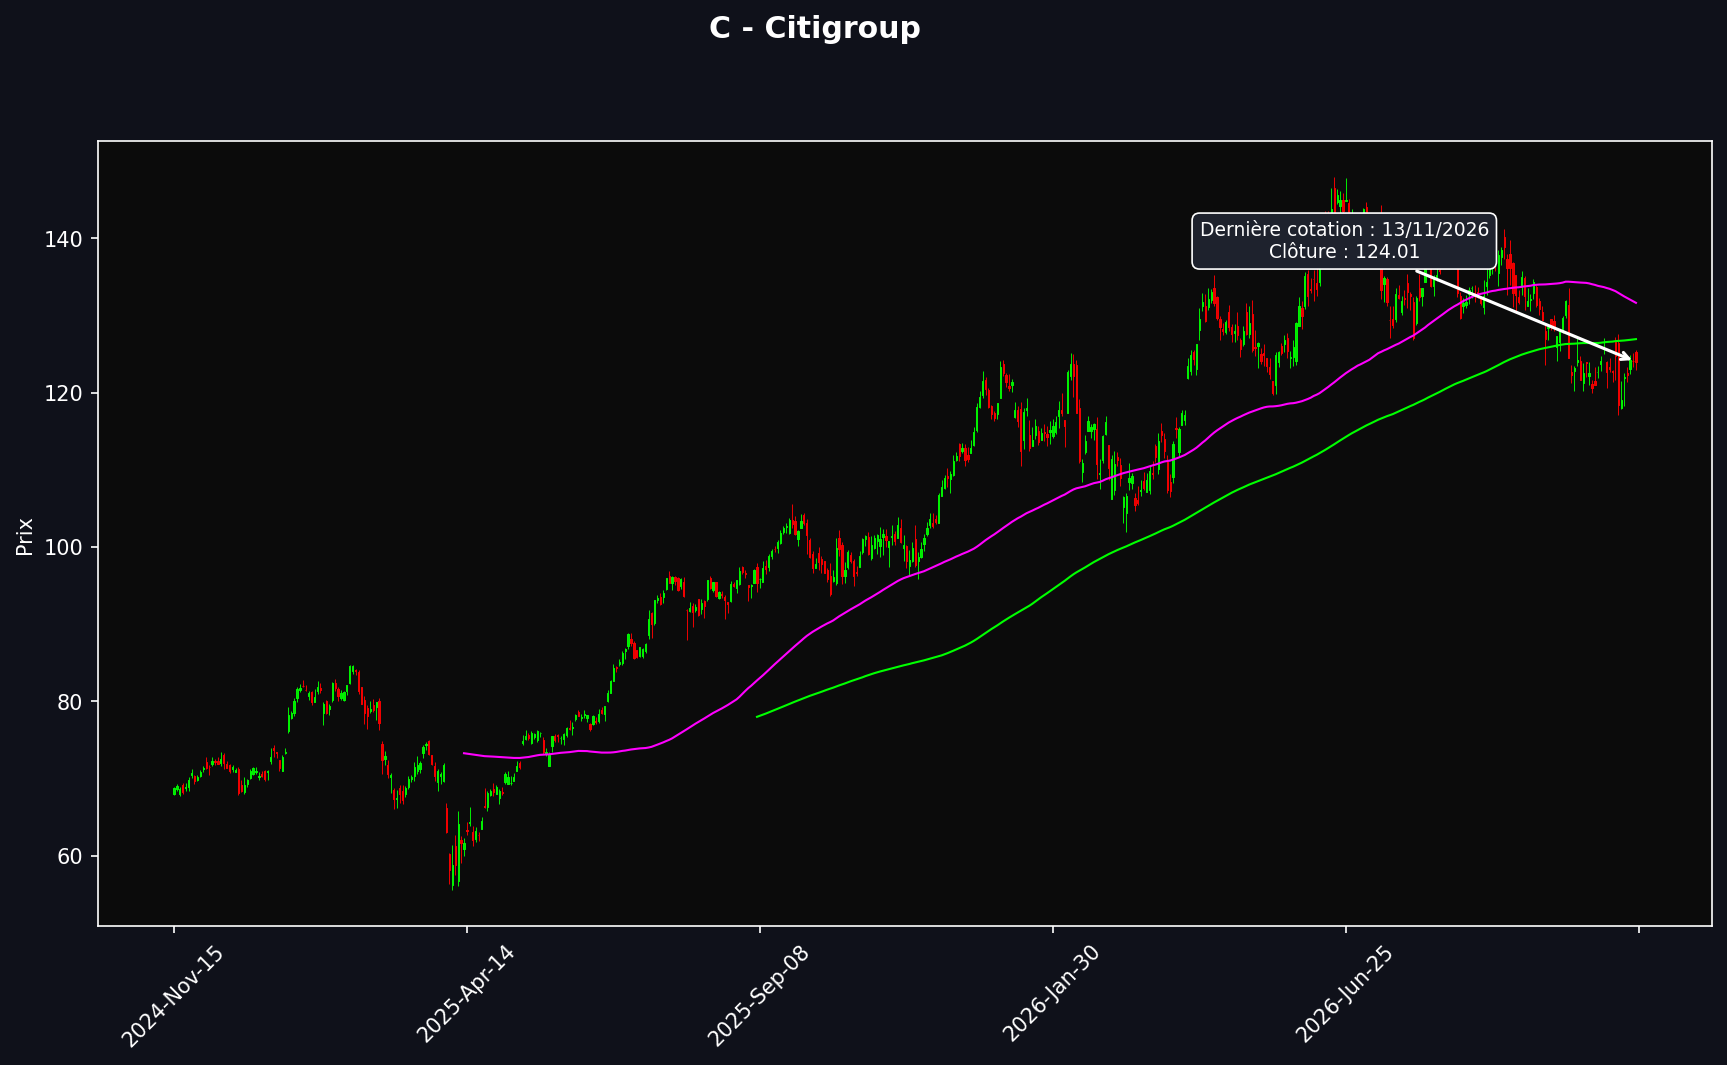 C - Citigroup
Dernière cotation : 13/11/2026
Clôture : 124.01
Prix
140
120
100
80
60
2024-Nov-15
2025-Apr-14
2025-Sep-08
2026-Jan-30
2026-Jun-25